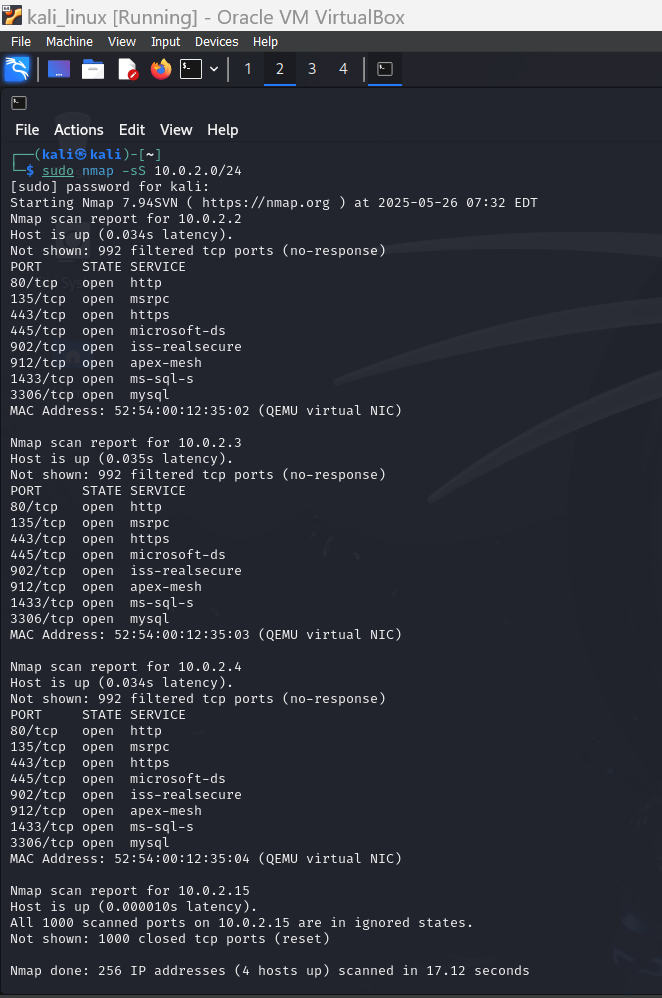 kali_linux [Running] - Oracle VM VirtualBox
File Machine View Input Devices Help
1 2 3 4
File Actions Edit View Help
┌──(kali㉿kali)-[~]
└─$ sudo nmap -sS 10.0.2.0/24
[sudo] password for kali:
Starting Nmap 7.94SVN ( https://nmap.org ) at 2025-05-26 07:32 EDT
Nmap scan report for 10.0.2.2
Host is up (0.034s latency).
Not shown: 992 filtered tcp ports (no-response)
PORT     STATE SERVICE
80/tcp   open  http
135/tcp  open  msrpc
443/tcp  open  https
445/tcp  open  microsoft-ds
902/tcp  open  iss-realsecure
912/tcp  open  apex-mesh
1433/tcp open  ms-sql-s
3306/tcp open  mysql
MAC Address: 52:54:00:12:35:02 (QEMU virtual NIC)

Nmap scan report for 10.0.2.3
Host is up (0.035s latency).
Not shown: 992 filtered tcp ports (no-response)
PORT     STATE SERVICE
80/tcp   open  http
135/tcp  open  msrpc
443/tcp  open  https
445/tcp  open  microsoft-ds
902/tcp  open  iss-realsecure
912/tcp  open  apex-mesh
1433/tcp open  ms-sql-s
3306/tcp open  mysql
MAC Address: 52:54:00:12:35:03 (QEMU virtual NIC)

Nmap scan report for 10.0.2.4
Host is up (0.034s latency).
Not shown: 992 filtered tcp ports (no-response)
PORT     STATE SERVICE
80/tcp   open  http
135/tcp  open  msrpc
443/tcp  open  https
445/tcp  open  microsoft-ds
902/tcp  open  iss-realsecure
912/tcp  open  apex-mesh
1433/tcp open  ms-sql-s
3306/tcp open  mysql
MAC Address: 52:54:00:12:35:04 (QEMU virtual NIC)

Nmap scan report for 10.0.2.15
Host is up (0.000010s latency).
All 1000 scanned ports on 10.0.2.15 are in ignored states.
Not shown: 1000 closed tcp ports (reset)

Nmap done: 256 IP addresses (4 hosts up) scanned in 17.12 seconds